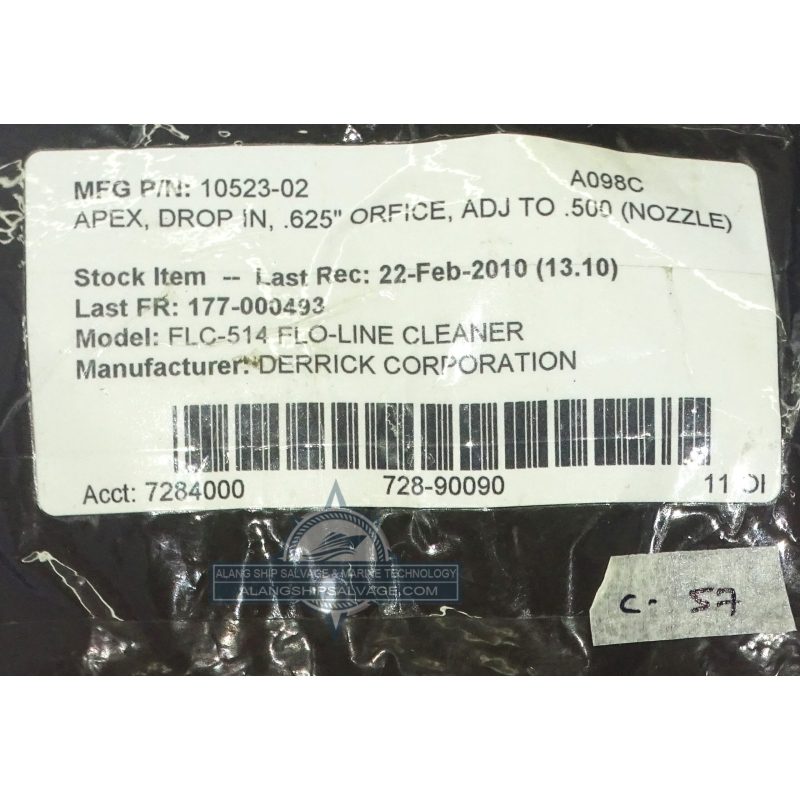 MFG P/N: 10523-02 A098C
APEX, DROP IN, .625" ORFICE, ADJ TO .500 (NOZZLE)
Stock Item -- Last Rec: 22-Feb-2010 (13.10)
Last FR: 177-000493
Model: FLC-514 FLO-LINE CLEANER
Manufacturer: DERRICK CORPORATION
Acct: 7284000 728-90090
ALANG SHIP SALVAGE & MARINE TECHNOLOGY
ALANGSHIPSALVAGE.COM
C- 57